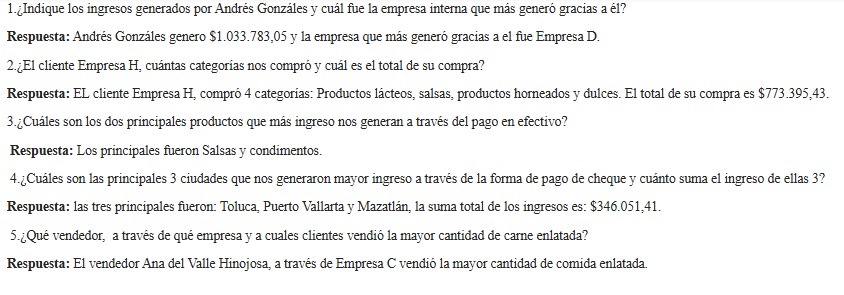 1.¿Indique los ingresos generados por Andrés Gonzáles y cuál fue la empresa interna que más generó gracias a él?
Respuesta: Andrés Gonzáles genero $1.033.783,05 y la empresa que más generó gracias a el fue Empresa D.
2.¿El cliente Empresa H, cuántas categorías nos compró y cuál es el total de su compra?
Respuesta: EL cliente Empresa H, compró 4 categorías: Productos lácteos, salsas, productos horneados y dulces. El total de su compra es $773.395,43.
3.¿Cuáles son los dos principales productos que más ingreso nos generan a través del pago en efectivo?
Respuesta: Los principales fueron Salsas y condimentos.
4.¿Cuáles son las principales 3 ciudades que nos generaron mayor ingreso a través de la forma de pago de cheque y cuánto suma el ingreso de ellas 3?
Respuesta: las tres principales fueron: Toluca, Puerto Vallarta y Mazatlán, la suma total de los ingresos es: $346.051,41.
5.¿Qué vendedor, a través de qué empresa y a cuales clientes vendió la mayor cantidad de carne enlatada?
Respuesta: El vendedor Ana del Valle Hinojosa, a través de Empresa C vendió la mayor cantidad de comida enlatada.